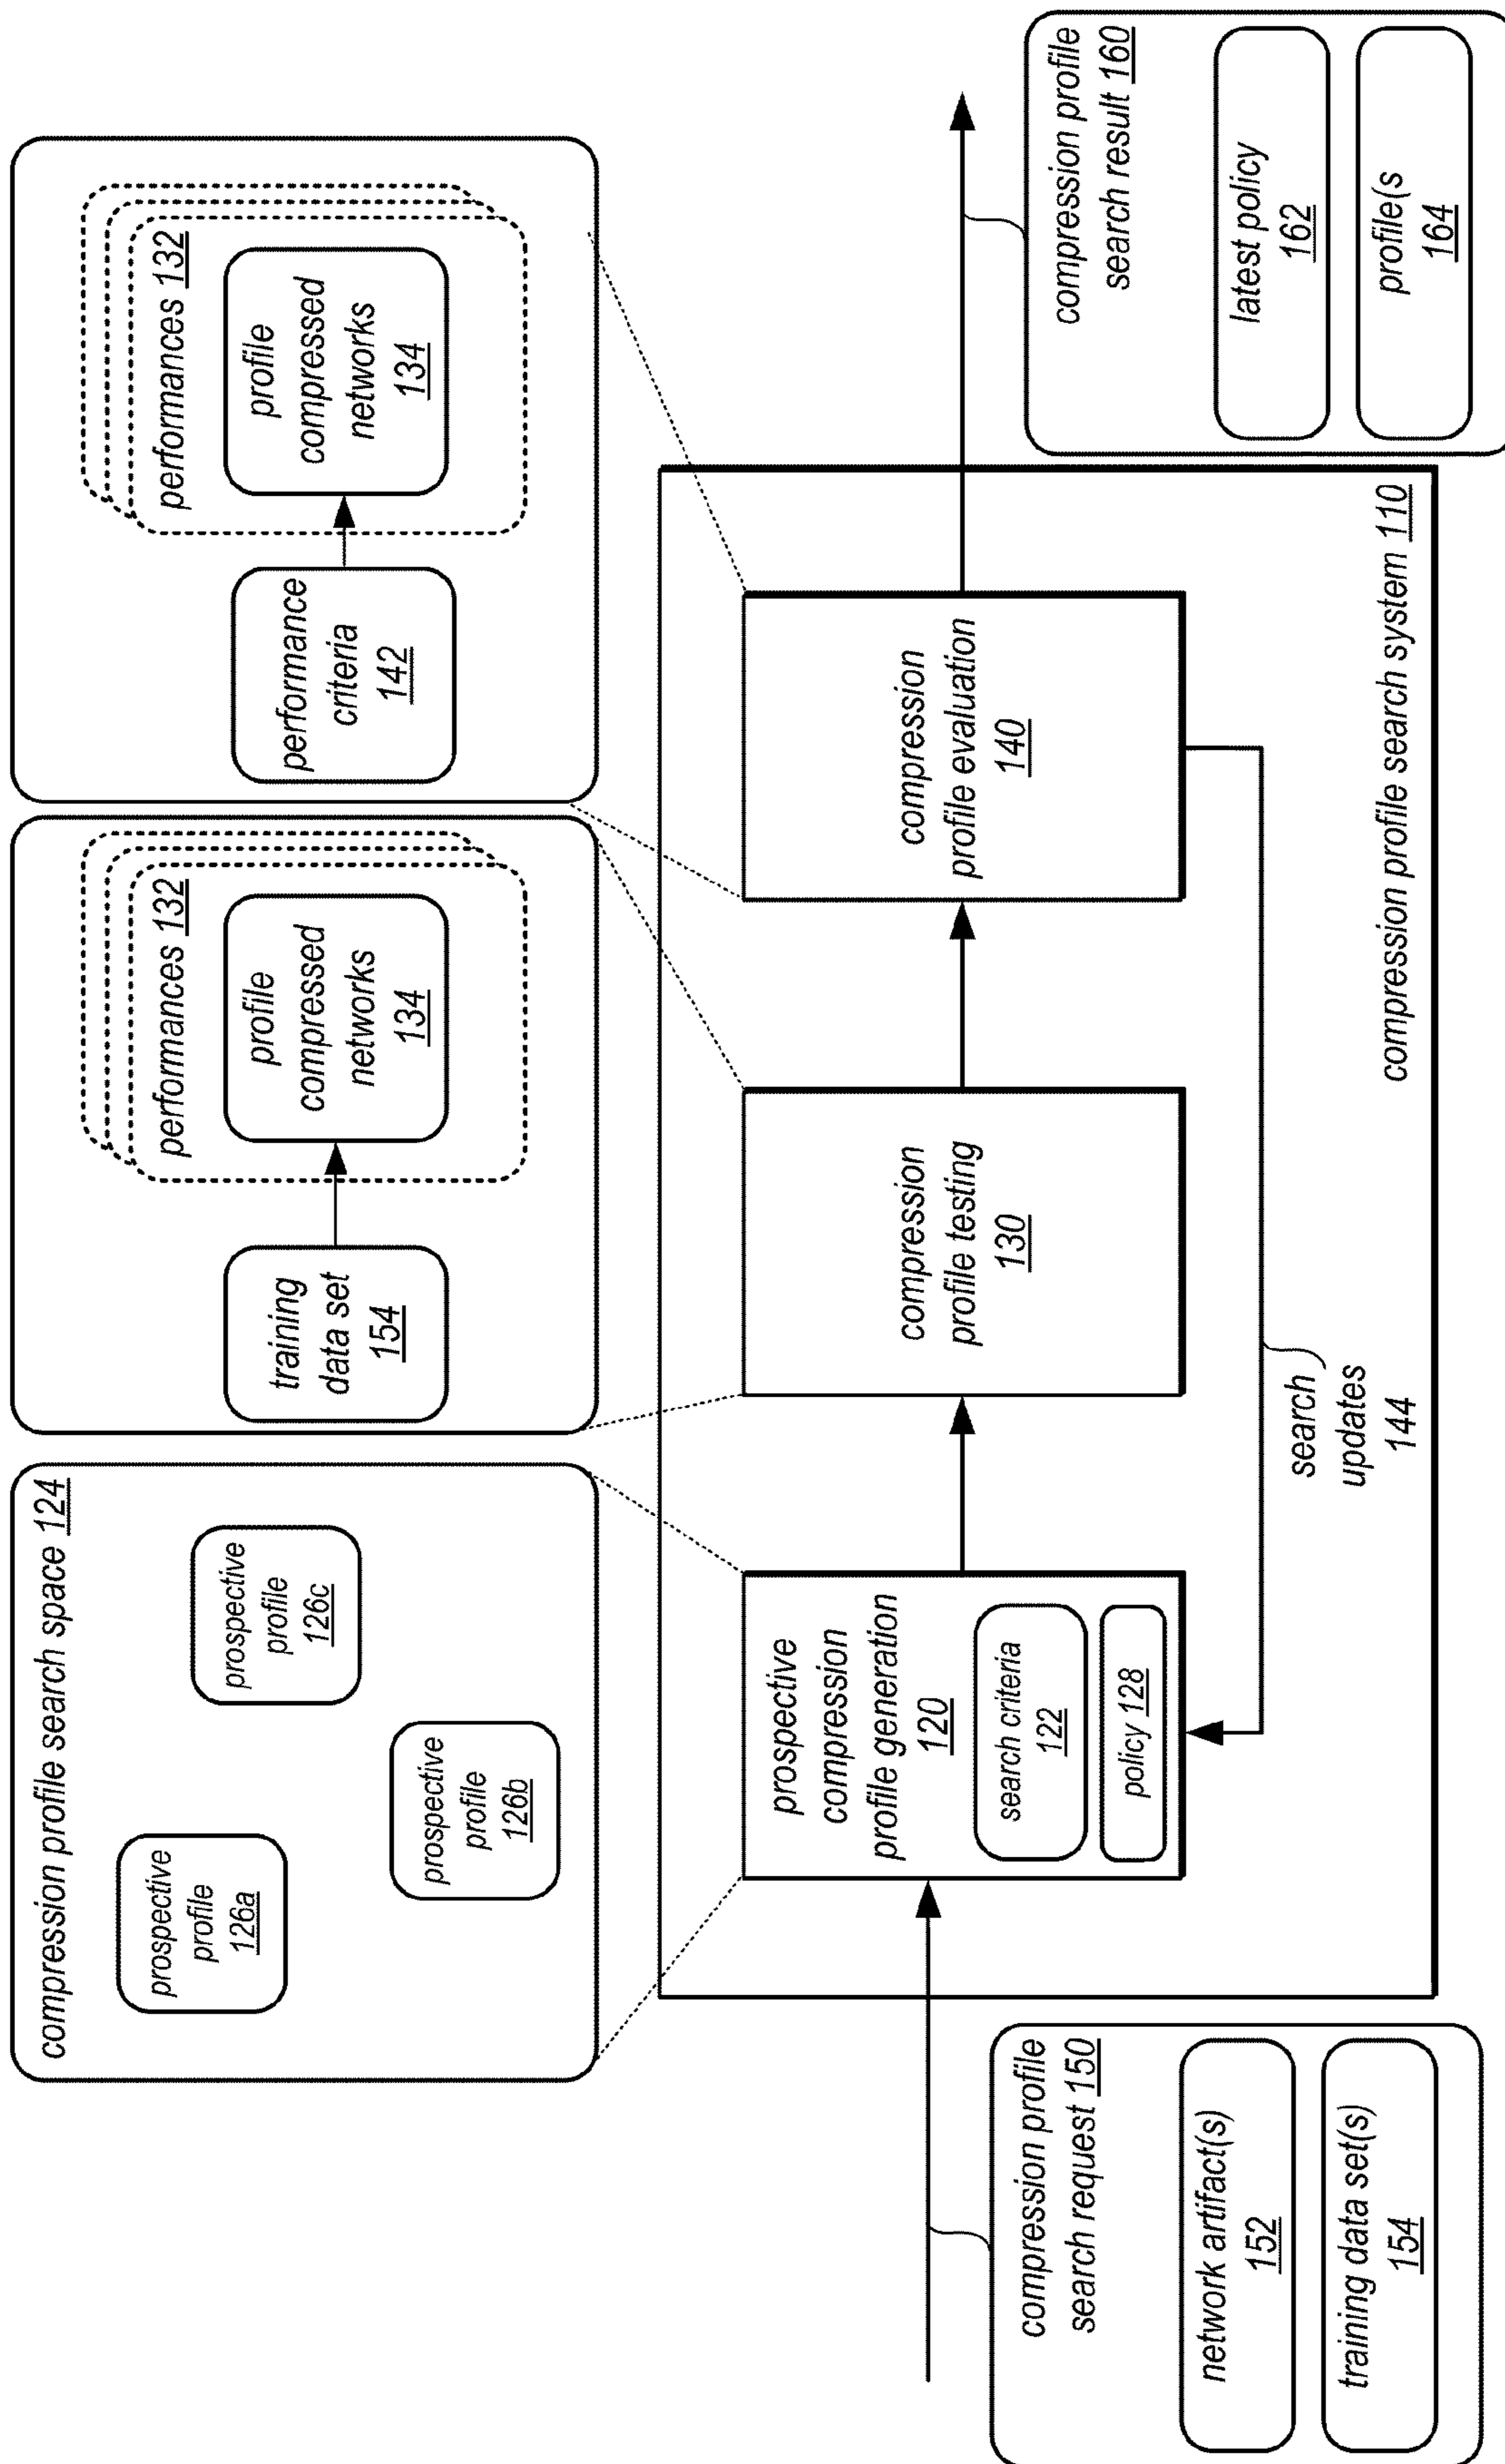 compression profile search space 124
prospective
profile
126a
prospective
profile
126b
prospective
profile
126c
training
data set
154
performances 132
profile
compressed
networks
134
performance
criteria
142
performances 132
profile
compressed
networks
134
prospective
compression
profile generation
120
search criteria
122
policy 128
compression
profile testing
130
compression
profile evaluation
140
search
updates
144
compression profile search system 110
compression profile
search request 150
network artifact(s)
152
training data set(s)
154
compression profile
search result 160
latest policy
162
profile(s
164